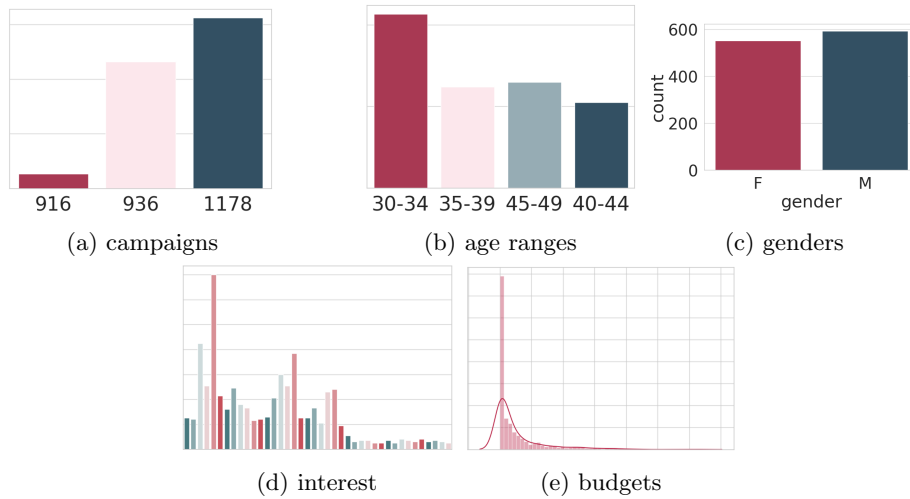 916 936 1178
(a) campaigns
30-34 35-39 45-49 40-44
(b) age ranges
600
400
200
0
count
F M
gender
(c) genders
(d) interest
(e) budgets